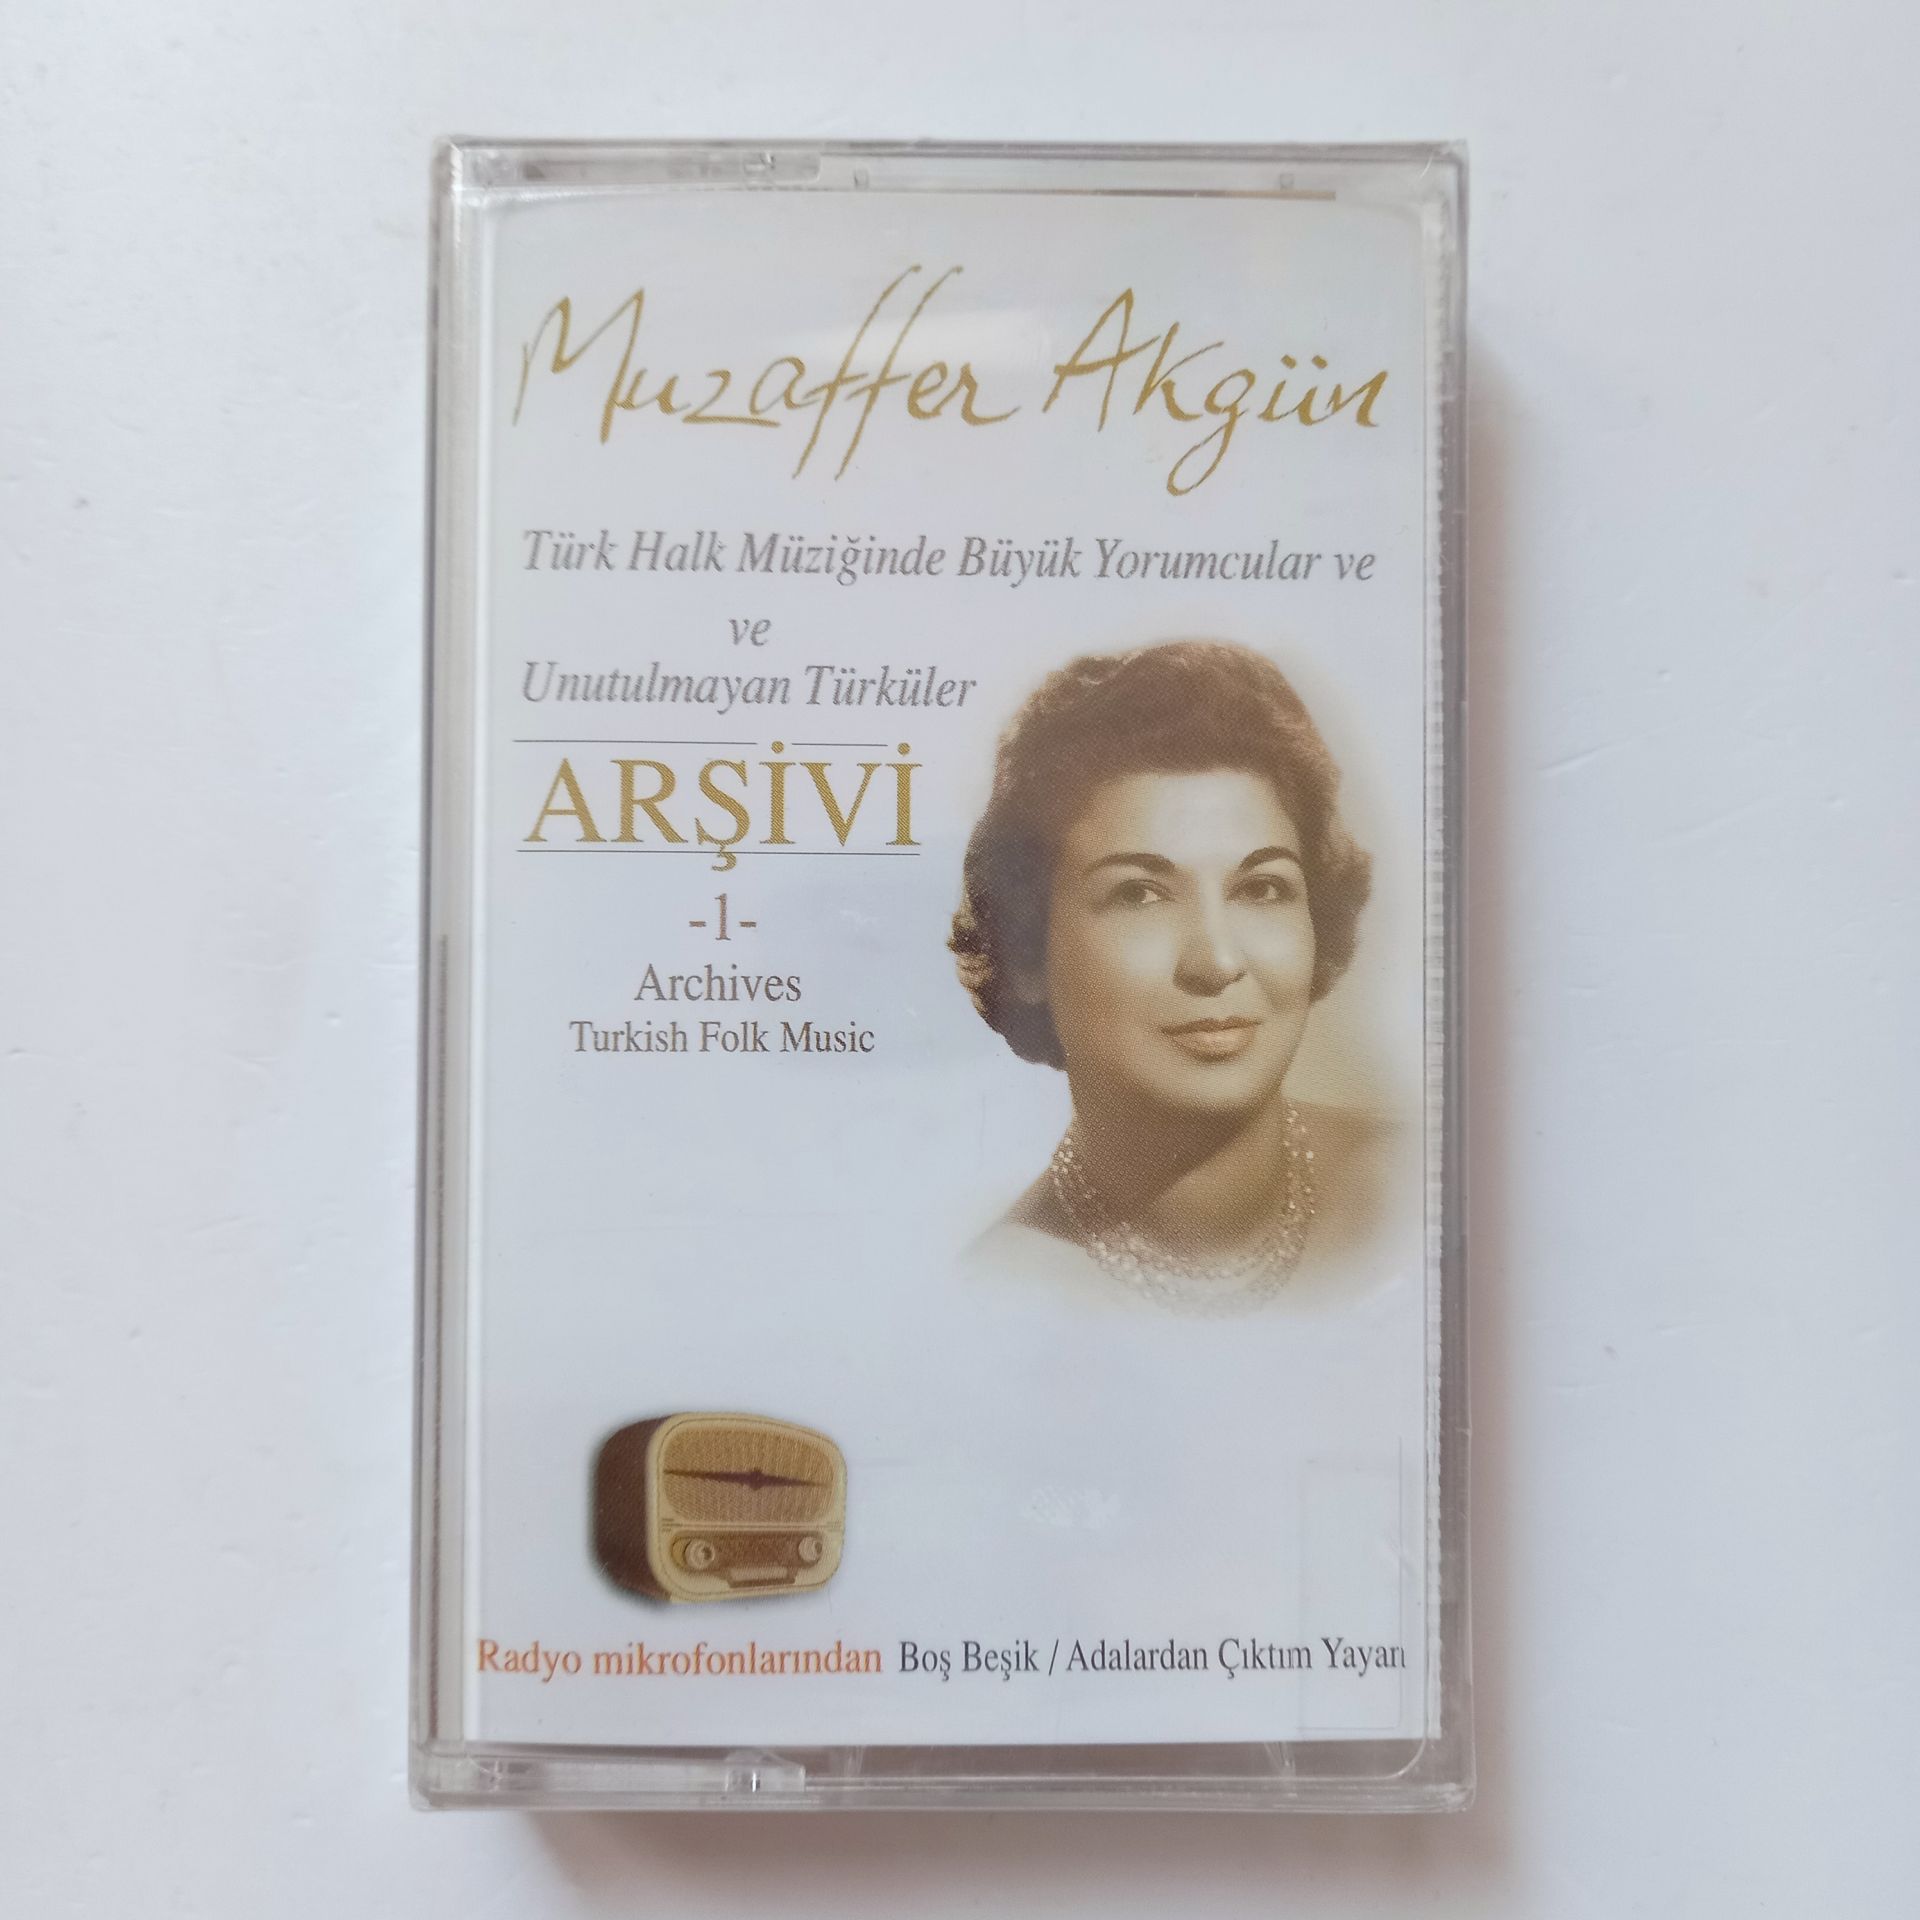 Muzaffer Akgün
Türk Halk Müziğinde Büyük Yorumcular ve
ve
Unutulmayan Türküler
ARŞİVİ
-1-
Archives
Turkish Folk Music
Radyo mikrofonlarından Boş Beşik / Adalardan Çıktım Yayan